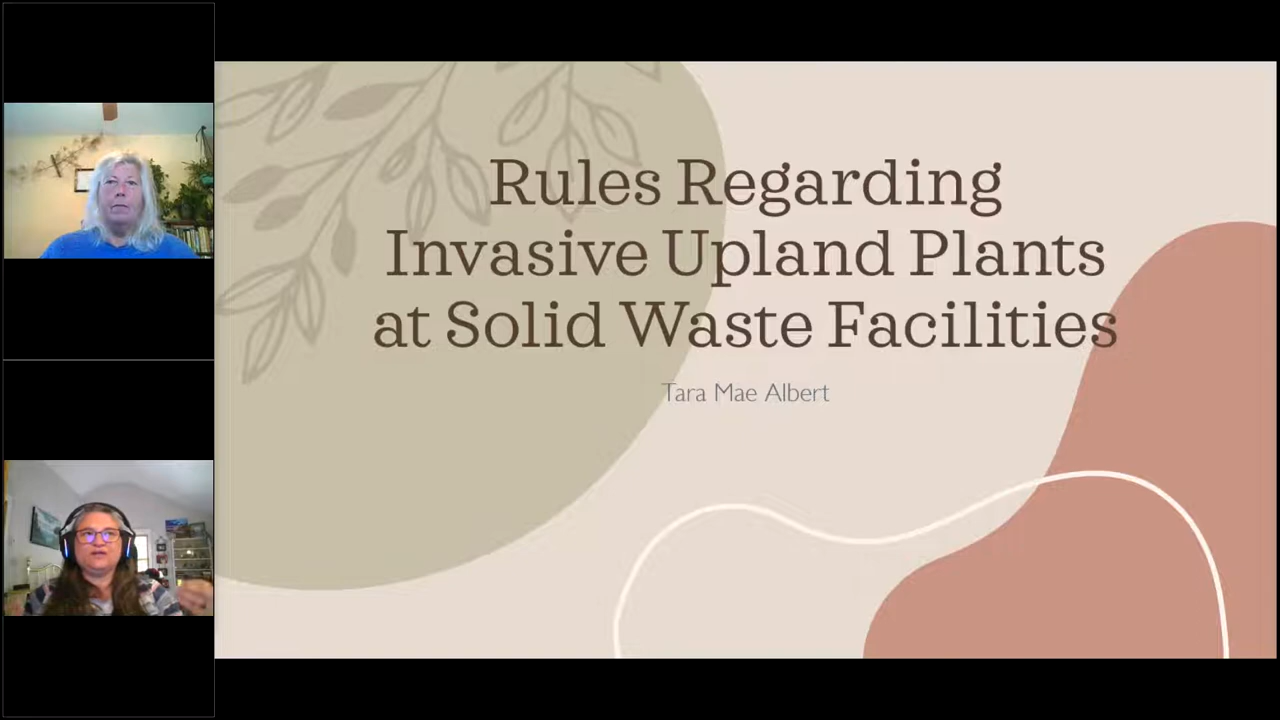 Rules Regarding
Invasive Upland Plants
at Solid Waste Facilities
Tara Mae Albert